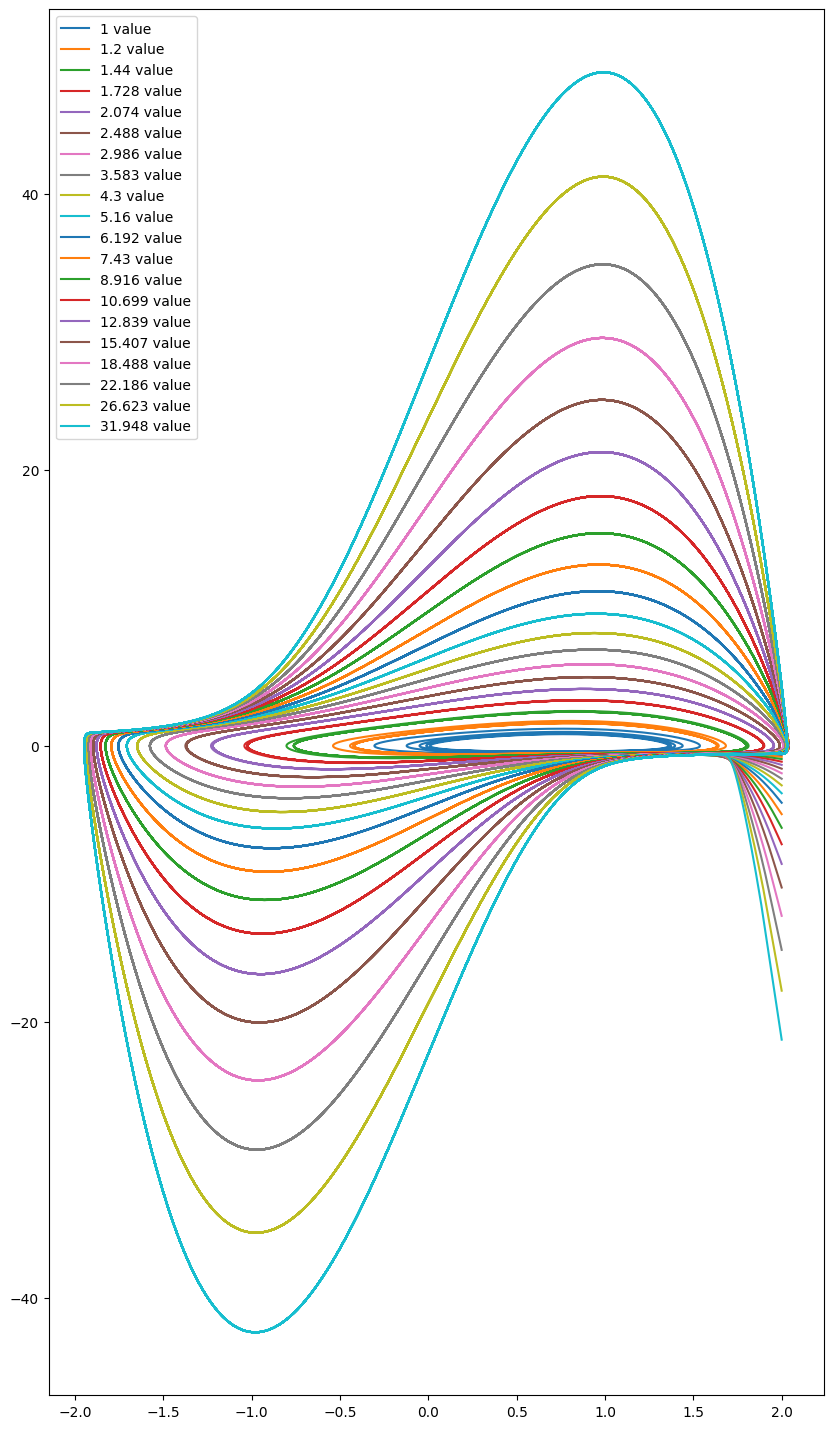 1 value
1.2 value
1.44 value
1.728 value
2.074 value
2.488 value
2.986 value
3.583 value
4.3 value
5.16 value
6.192 value
7.43 value
8.916 value
10.699 value
12.839 value
15.407 value
18.488 value
22.186 value
26.623 value
31.948 value
40
20
0
−20
−40
−2.0 −1.5 −1.0 −0.5 0.0 0.5 1.0 1.5 2.0